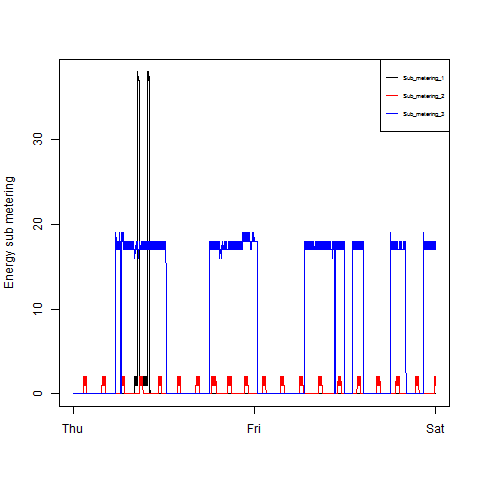 Sub_metering_1
Sub_metering_2
Sub_metering_3
Energy sub metering
30
20
10
0
Thu
Fri
Sat